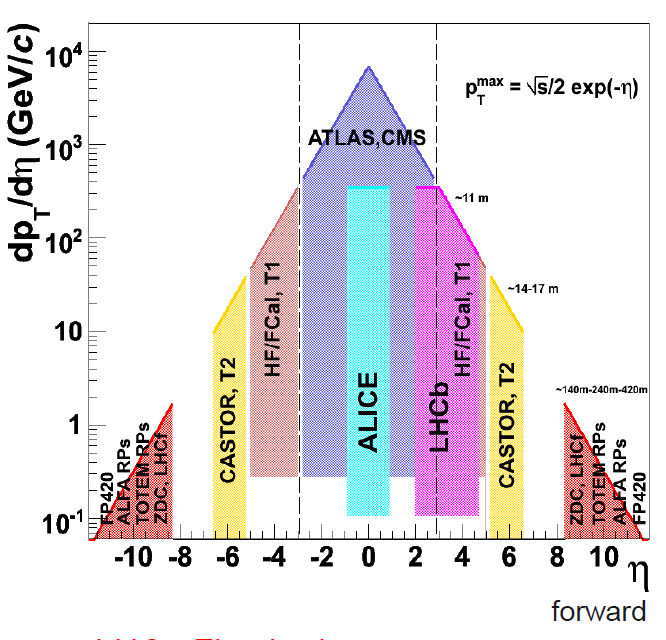 dp_T/dη (GeV/c)
10^4
10^3
10^2
10
1
10^-1
p_T^max = √s/2 exp(-η)
ATLAS,CMS
~11 m
~14-17 m
~140m-240m-420m
FP420
ALFA RPs
TOTEM RPs
ZDC, LHCf
CASTOR, T2
HF/FCal, T1
ALICE
LHCb
HF/FCal, T1
CASTOR, T2
ZDC, LHCf
TOTEM RPs
ALFA RPs
FP420
-10 -8 -6 -4 -2 0 2 4 6 8 10
η
forward